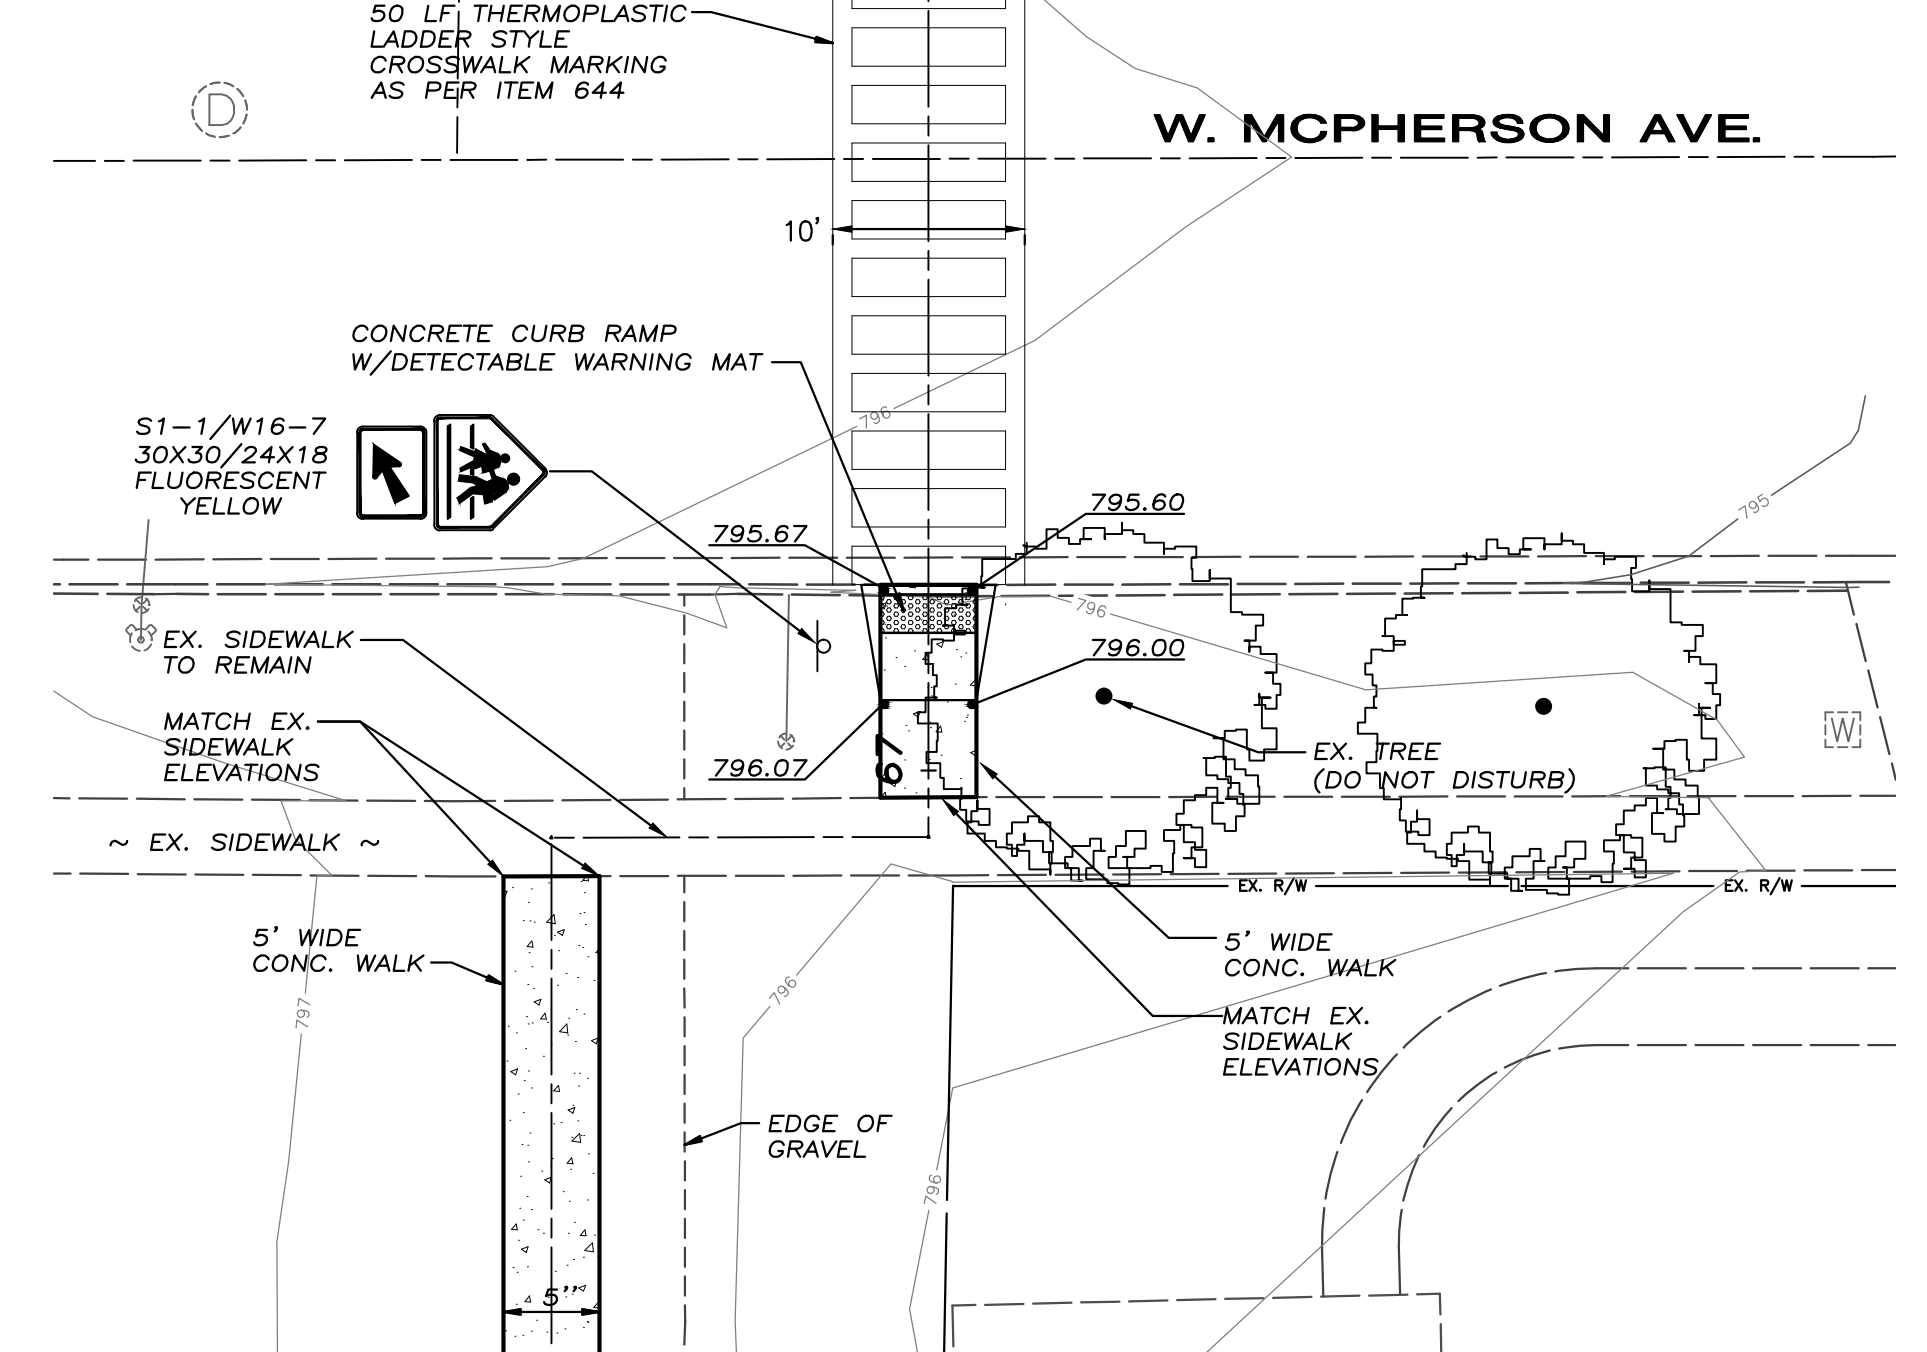 50 LF THERMOPLASTIC
LADDER STYLE
CROSSWALK MARKING
AS PER ITEM 644
D
W. MCPHERSON AVE.
10'
CONCRETE CURB RAMP
W/DETECTABLE WARNING MAT
796
S1-1/W16-7
30X30/24X18
FLUORESCENT
YELLOW
795.67
795.60
795
796
EX. SIDEWALK
TO REMAIN
796.00
MATCH EX.
SIDEWALK
ELEVATIONS
796.07
67
EX. TREE
(DO NOT DISTURB)
W
~ EX. SIDEWALK ~
EX. R/W
EX. R/W
5' WIDE
CONC. WALK
5' WIDE
CONC. WALK
797
796
MATCH EX.
SIDEWALK
ELEVATIONS
EDGE OF
GRAVEL
796
5''